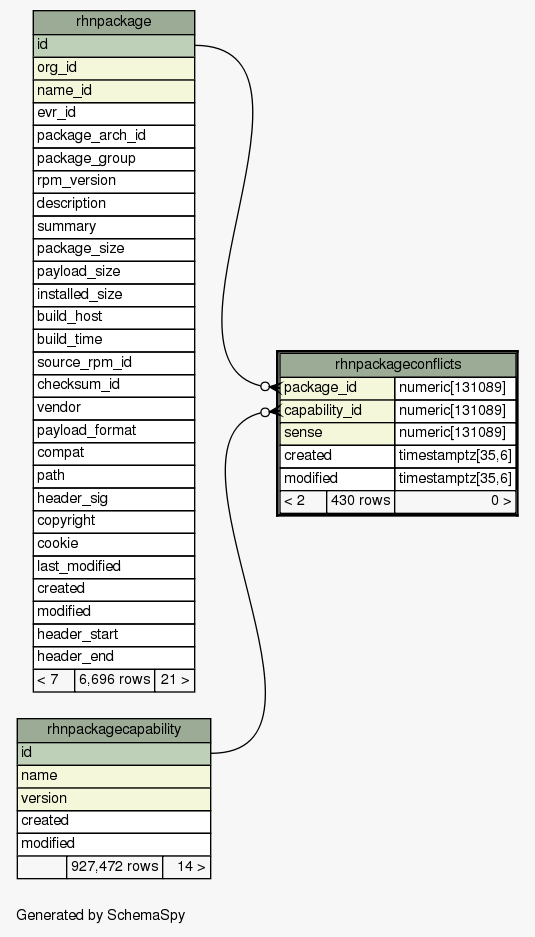 rhnpackage
id
org_id
name_id
evr_id
package_arch_id
package_group
rpm_version
description
summary
package_size
payload_size
installed_size
build_host
build_time
source_rpm_id
checksum_id
vendor
payload_format
compat
path
header_sig
copyright
cookie
last_modified
created
modified
header_start
header_end
< 7 6,696 rows 21 >
rhnpackageconflicts
package_id numeric[131089]
capability_id numeric[131089]
sense numeric[131089]
created timestamptz[35,6]
modified timestamptz[35,6]
< 2 430 rows 0 >
rhnpackagecapability
id
name
version
created
modified
927,472 rows 14 >
Generated by SchemaSpy